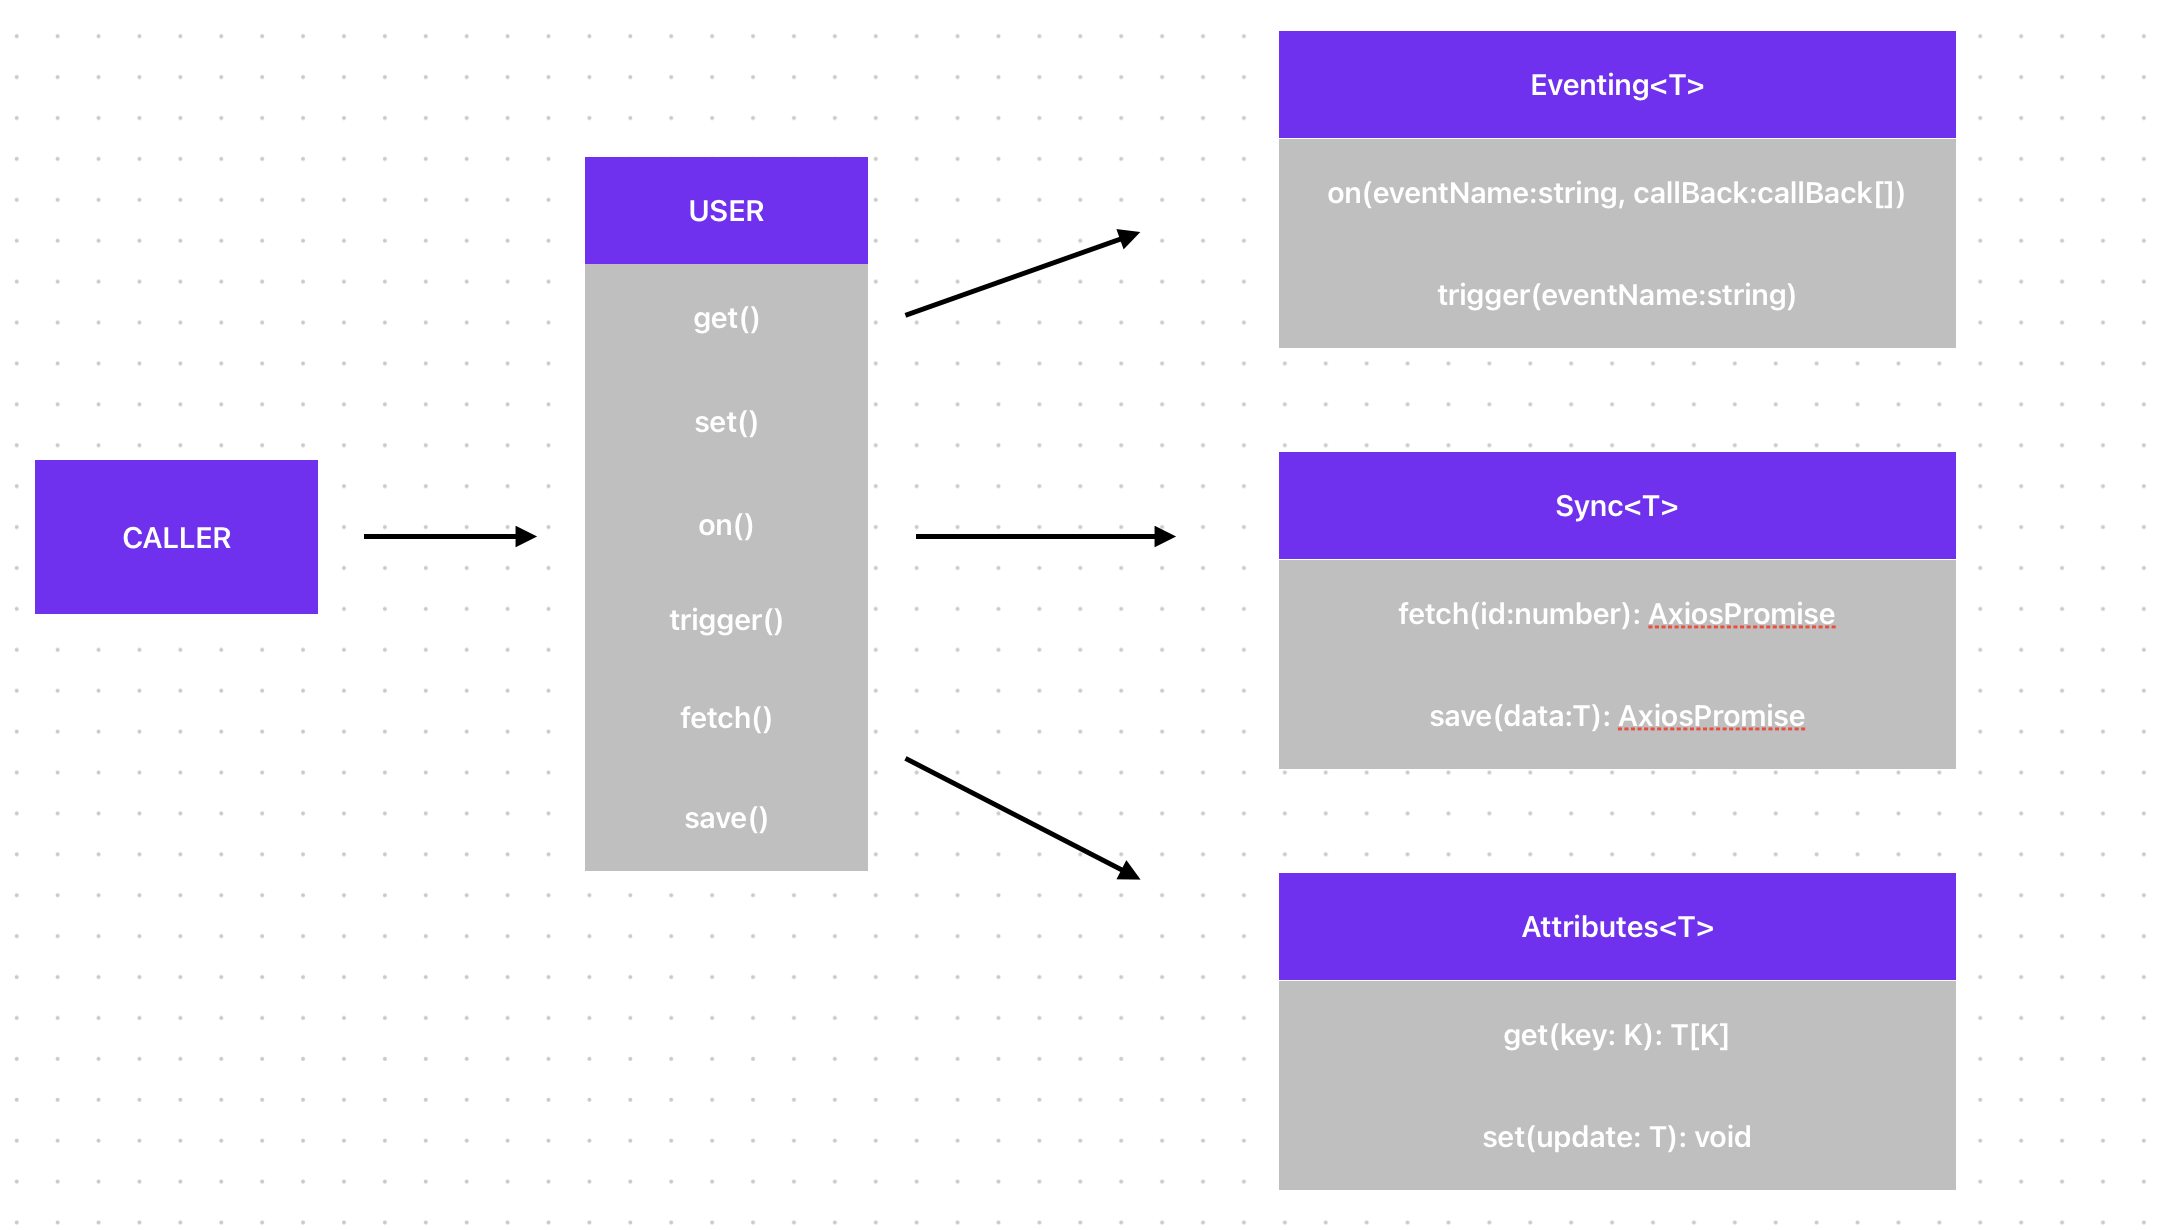 CALLER
USER
get()
set()
on()
trigger()
fetch()
save()
Eventing<T>
on(eventName:string, callBack:callBack[])
trigger(eventName:string)
Sync<T>
fetch(id:number): AxiosPromise
save(data:T): AxiosPromise
Attributes<T>
get(key: K): T[K]
set(update: T): void